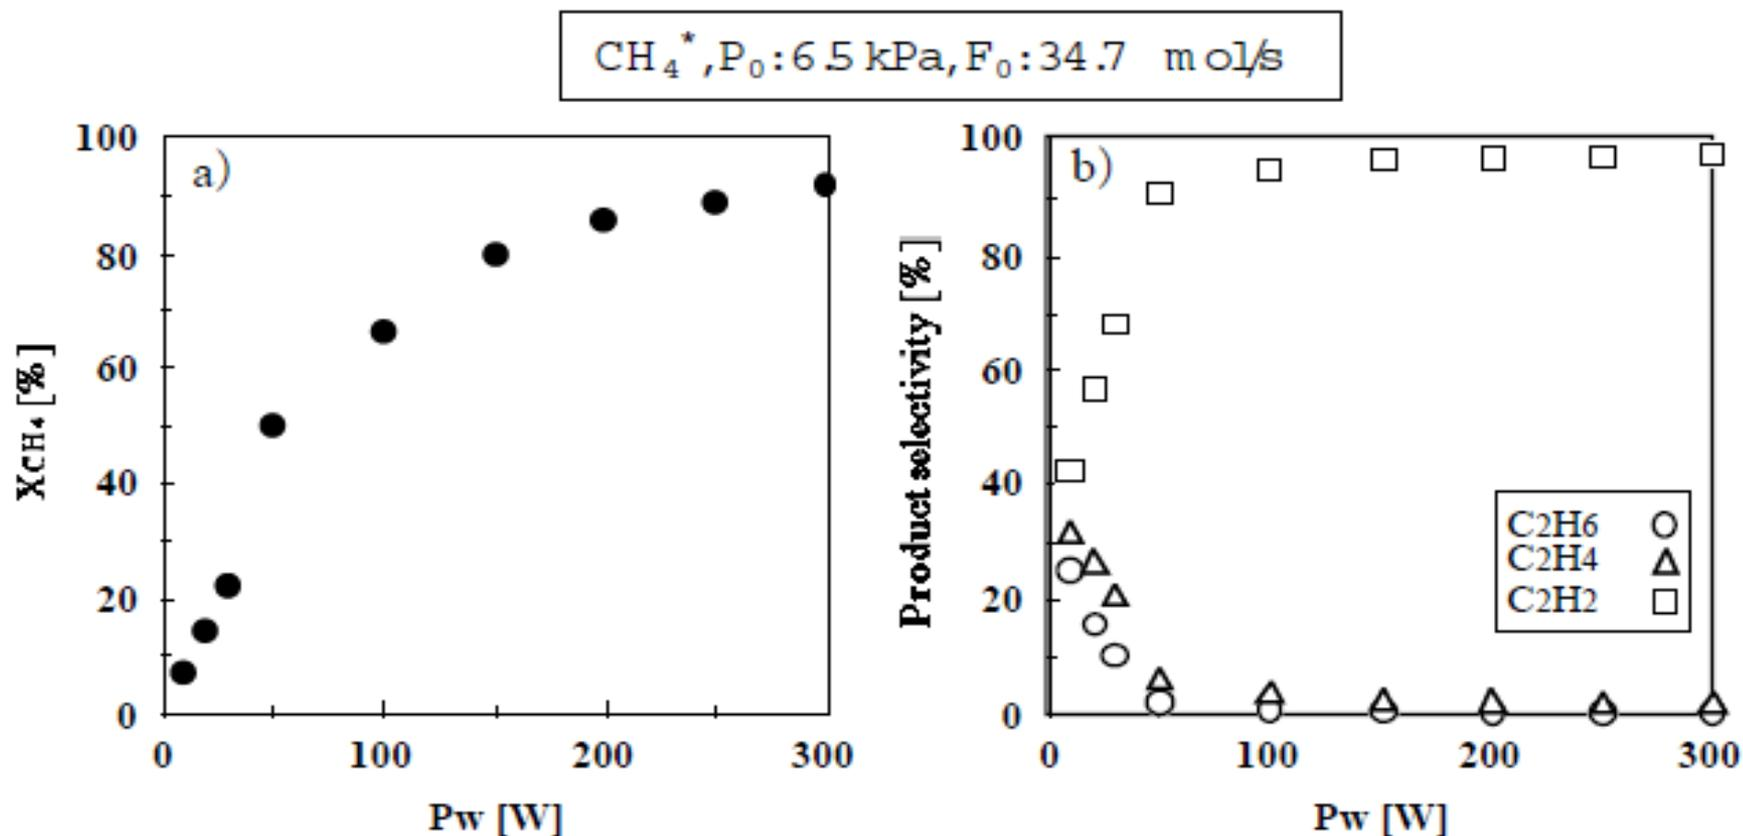 CH₄*,P₀:6.5 kPa,F₀:34.7 mol/s
a)
100
80
60
40
20
0
XCH₄ [%]
0 100 200 300
Pw [W]
b)
100
80
60
40
20
0
Product selectivity [%]
C2H6
C2H4
C2H2
0 100 200 300
Pw [W]